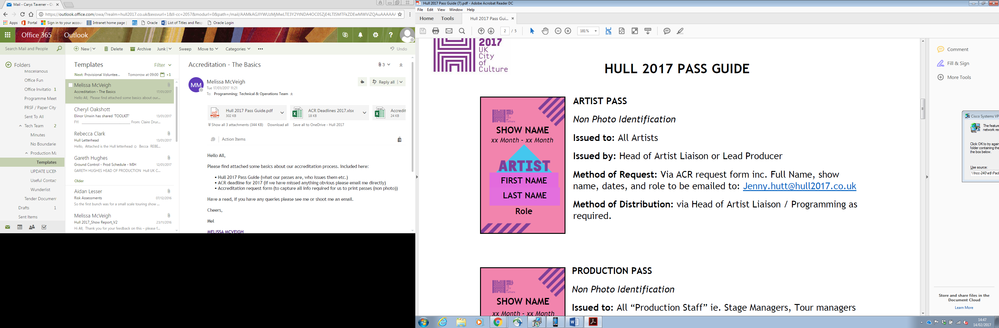 Mail - Carys Tavener - O
https://outlook.office.com/owa/?realm=hull2017.co.uk&exsvurl=1&ll-cc=2057&modurl=0&path=/mail/
Apps Portal Sign in to your accou Intranet home page Oracle List of Titles and Resp Oracle Login
Office 365 Outlook
Search Mail and People
New Delete Archive Junk Sweep Move to Categories Undo
Folders
Miscellanous
Office Fun
Office Invitatio 1
Programme Meet
PRSF / Paper City
Sent To All
Tech Team 2
Minutes
No Boundarie
Production Ma
Templates
UPDATE LICEN
Useful Contac
Wunderlist
Tender Documen
Drafts 1
Sent Items
Templates Filter
Next: Provisional Voluntee... Tomorrow at 09:00 +1
Melissa McVeigh
Accreditation - The Basics 17/01/2017
Hello All, Please find attached some basics about our...
Cheryl Oakshott
Elinor Unwin has shared 'TOOLKIT' 13/01/2017
FYI From: Claire Drur...
Rebecca Clark
Hull Letterhead 13/01/2017
Hello, Attached is the Hull letterhead ☺ Becca REBE...
Gareth Hughes
Ground Control - Prod Schedule - MIH 12/01/2017
GARETH HUGHES HEAD OF PRODUCTION Hull UK C...
Older
Aidan Lesser
Risk Assessments 07/12/2016
So the first bunch was for a small scale touring show ...
Melissa McVeigh
Hull 2017_Show Report_V2 23/11/2016
Hi All, Thank you for your feedback on this – please f...
Accreditation - The Basics 3
MM Melissa McVeigh Reply all
Tue 17/01/2017 11:21
To: Programming; Technical & Operations Team
Hull 2017 Pass Guide.pdf
302 KB
ACR Deadlines 2017.xlsx
18 KB
Accredit
24 KB
Show all 3 attachments (344 KB) Download all Save all to OneDrive - Hull 2017
Action Items
Hello All,
Please find attached some basics about our accreditation process. Included here:
▪ Hull 2017 Pass Guide (what our passes are, who issues them etc.)
▪ ACR deadline for 2017 (if we have missed anything obvious please email me directly)
▪ Accreditation request form (to capture all info required for us to print passes (non photo))
Have a read, if you have any queries please see me or shoot me an email.
Cheers,
Mel
MELISSA MCVEIGH
Hull 2017 Pass Guide (7).pdf - Adobe Acrobat Reader DC
File Edit View Window Help
Home Tools Hull 2017 Pass Gui...
2 / 5 181%
2017
UK
City
of
Culture
HULL 2017 PASS GUIDE
HULL
2017
UK
City
of
Culture
SHOW NAME
xx Month - xx Month
ARTIST
FIRST NAME
LAST NAME
Role
ARTIST PASS
Non Photo Identification
Issued to: All Artists
Issued by: Head of Artist Liaison or Lead Producer
Method of Request: Via ACR request form inc. Full Name, show
name, dates, and role to be emailed to: Jenny.hutt@hull2017.co.uk
Method of Distribution: via Head of Artist Liaison / Programming as
required.
HULL
2017
UK
City
of
Culture
SHOW NAME
xx Month - xx Month
PRODUCTION PASS
Non Photo Identification
Issued to: All “Production Staff” ie. Stage Managers, Tour managers
Comment
Fill & Sign
More Tools
Cisco Systems VP
The feature
network res
Click OK to try again
folder containing the
the box below.
Use source:
\\hcc-240\e$\Pac
Store and share files in the
Document Cloud
Learn More
14:47
14/02/2017